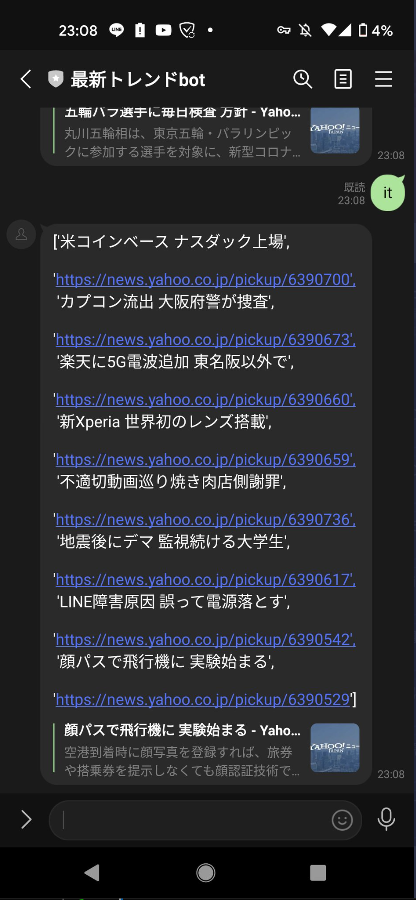 23:08
4%
最新トレンドbot
五輪パラ選手に毎日検査 方針 - Yaho...
丸川五輪相は、東京五輪・パラリンピッ
クに参加する選手を対象に、新型コロナ...
YAHOO!ニュース
JAPAN
23:08
既読
23:08
it
['米コインベース ナスダック上場',
'https://news.yahoo.co.jp/pickup/6390700',
'カプコン流出 大阪府警が捜査',
'https://news.yahoo.co.jp/pickup/6390673',
'楽天に5G電波追加 東名阪以外で',
'https://news.yahoo.co.jp/pickup/6390660',
'新Xperia 世界初のレンズ搭載',
'https://news.yahoo.co.jp/pickup/6390659',
'不適切動画巡り焼き肉店側謝罪',
'https://news.yahoo.co.jp/pickup/6390736',
'地震後にデマ 監視続ける大学生',
'https://news.yahoo.co.jp/pickup/6390617',
'LINE障害原因 誤って電源落とす',
'https://news.yahoo.co.jp/pickup/6390542',
'顔パスで飛行機に 実験始まる',
'https://news.yahoo.co.jp/pickup/6390529']
顔パスで飛行機に 実験始まる - Yaho...
空港到着時に顔写真を登録すれば、旅券
や搭乗券を提示しなくても顔認証技術で...
YAHOO!ニュース
JAPAN
23:08